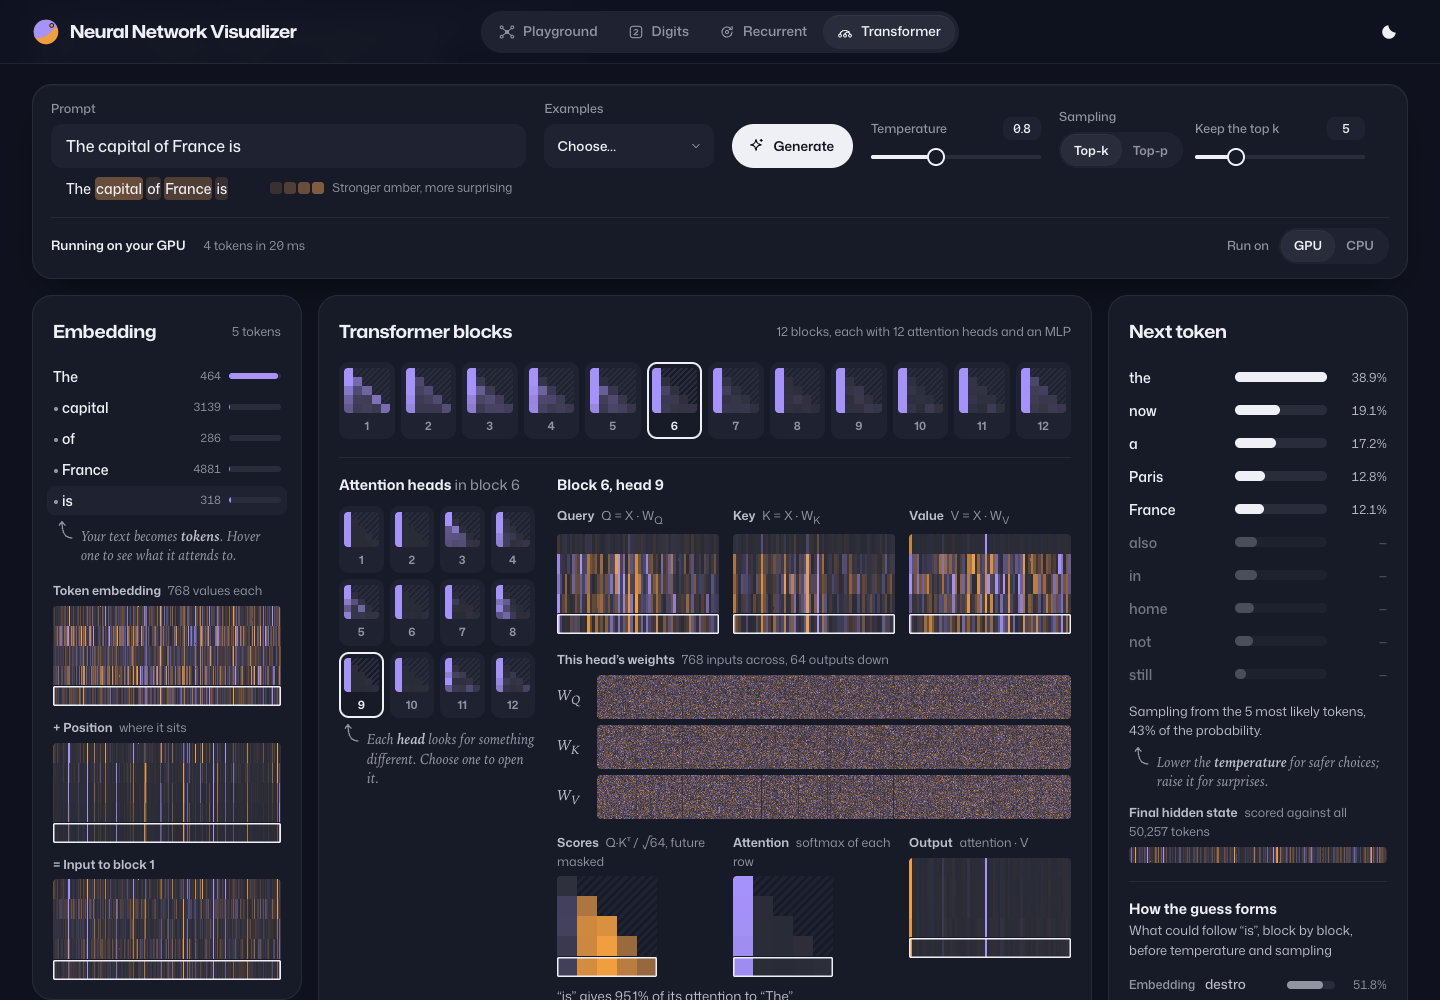 Neural Network Visualizer
Playground
Digits
Recurrent
Transformer
Prompt
The capital of France is
The capital of France is
Stronger amber, more surprising
Examples
Choose...
Generate
Temperature 0.8
Sampling
Top-k Top-p
Keep the top k 5
Running on your GPU 4 tokens in 20 ms
Run on GPU CPU
Embedding 5 tokens
The 464
• capital 3139
• of 286
• France 4881
• is 318
Your text becomes tokens. Hover
one to see what it attends to.
Token embedding 768 values each
+ Position where it sits
= Input to block 1
Transformer blocks 12 blocks, each with 12 attention heads and an MLP
1 2 3 4 5 6 7 8 9 10 11 12
Attention heads in block 6
1 2 3 4
5 6 7 8
9 10 11 12
Each head looks for something
different. Choose one to open
it.
Block 6, head 9
Query Q = X · WQ
Key K = X · WK
Value V = X · WV
This head's weights 768 inputs across, 64 outputs down
WQ
WK
WV
Scores Q·Kᵀ / √64, future
masked
Attention softmax of each
row
Output attention · V
“is” gives 95.1% of its attention to “The”
Next token
the 38.9%
now 19.1%
a 17.2%
Paris 12.8%
France 12.1%
also –
in –
home –
not –
still –
Sampling from the 5 most likely tokens,
43% of the probability.
Lower the temperature for safer choices;
raise it for surprises.
Final hidden state scored against all
50,257 tokens
How the guess forms
What could follow “is”, block by block,
before temperature and sampling
Embedding destro 51.8%